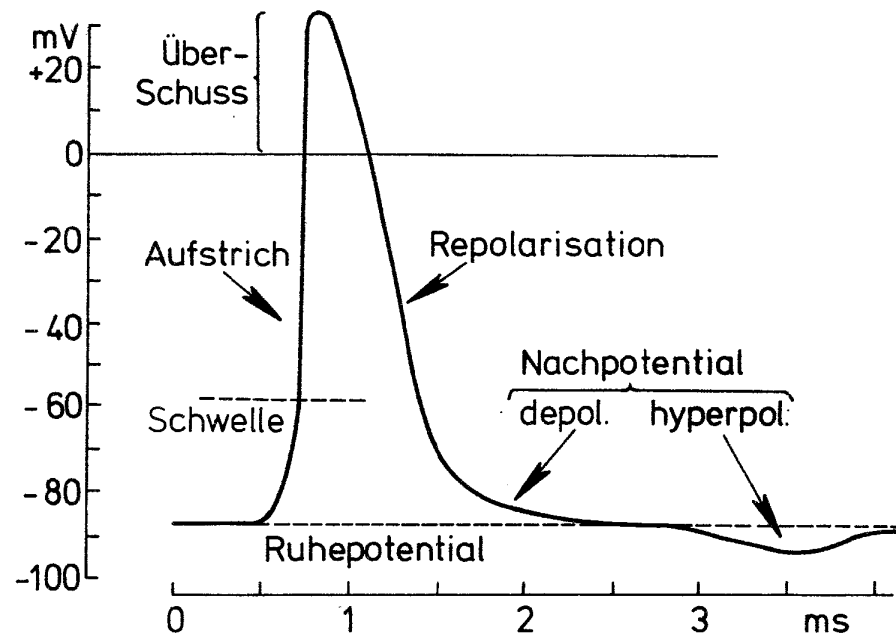 mV
+20
0
-20
-40
-60
-80
-100
Über-
Schuss
Aufstrich
Repolarisation
Schwelle
Nachpotential
depol. hyperpol.
Ruhepotential
0 1 2 3 ms